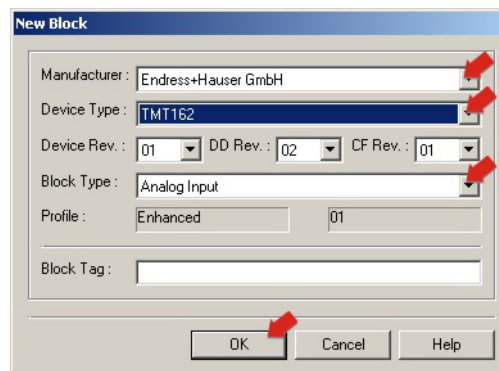 New Block
Manufacturer : Endress+Hauser GmbH
Device Type : TMT162
Device Rev. : 01 DD Rev. : 02 CF Rev. : 01
Block Type : Analog Input
Profile : Enhanced 01
Block Tag :
OK Cancel Help